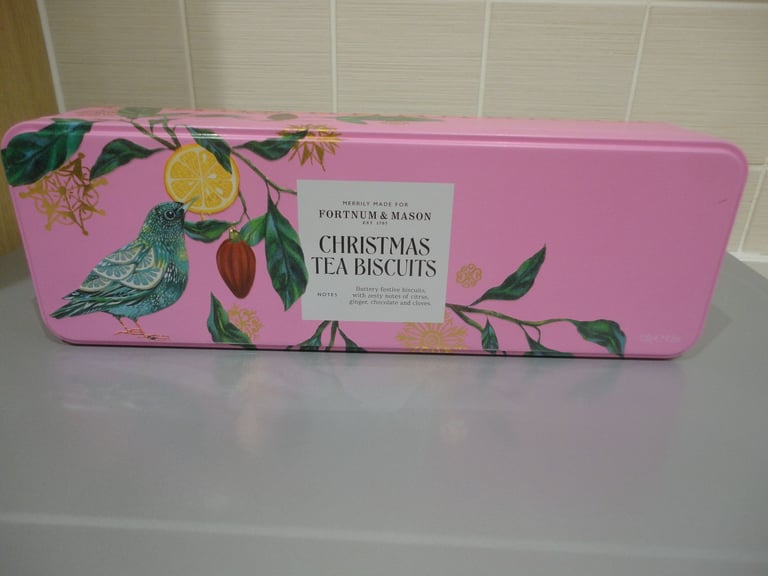 MERRILY MADE FOR
FORTNUM & MASON
EST 1707
CHRISTMAS
TEA BISCUITS
NOTES
Buttery festive biscuits,
with zesty notes of citrus,
ginger, chocolate and cloves